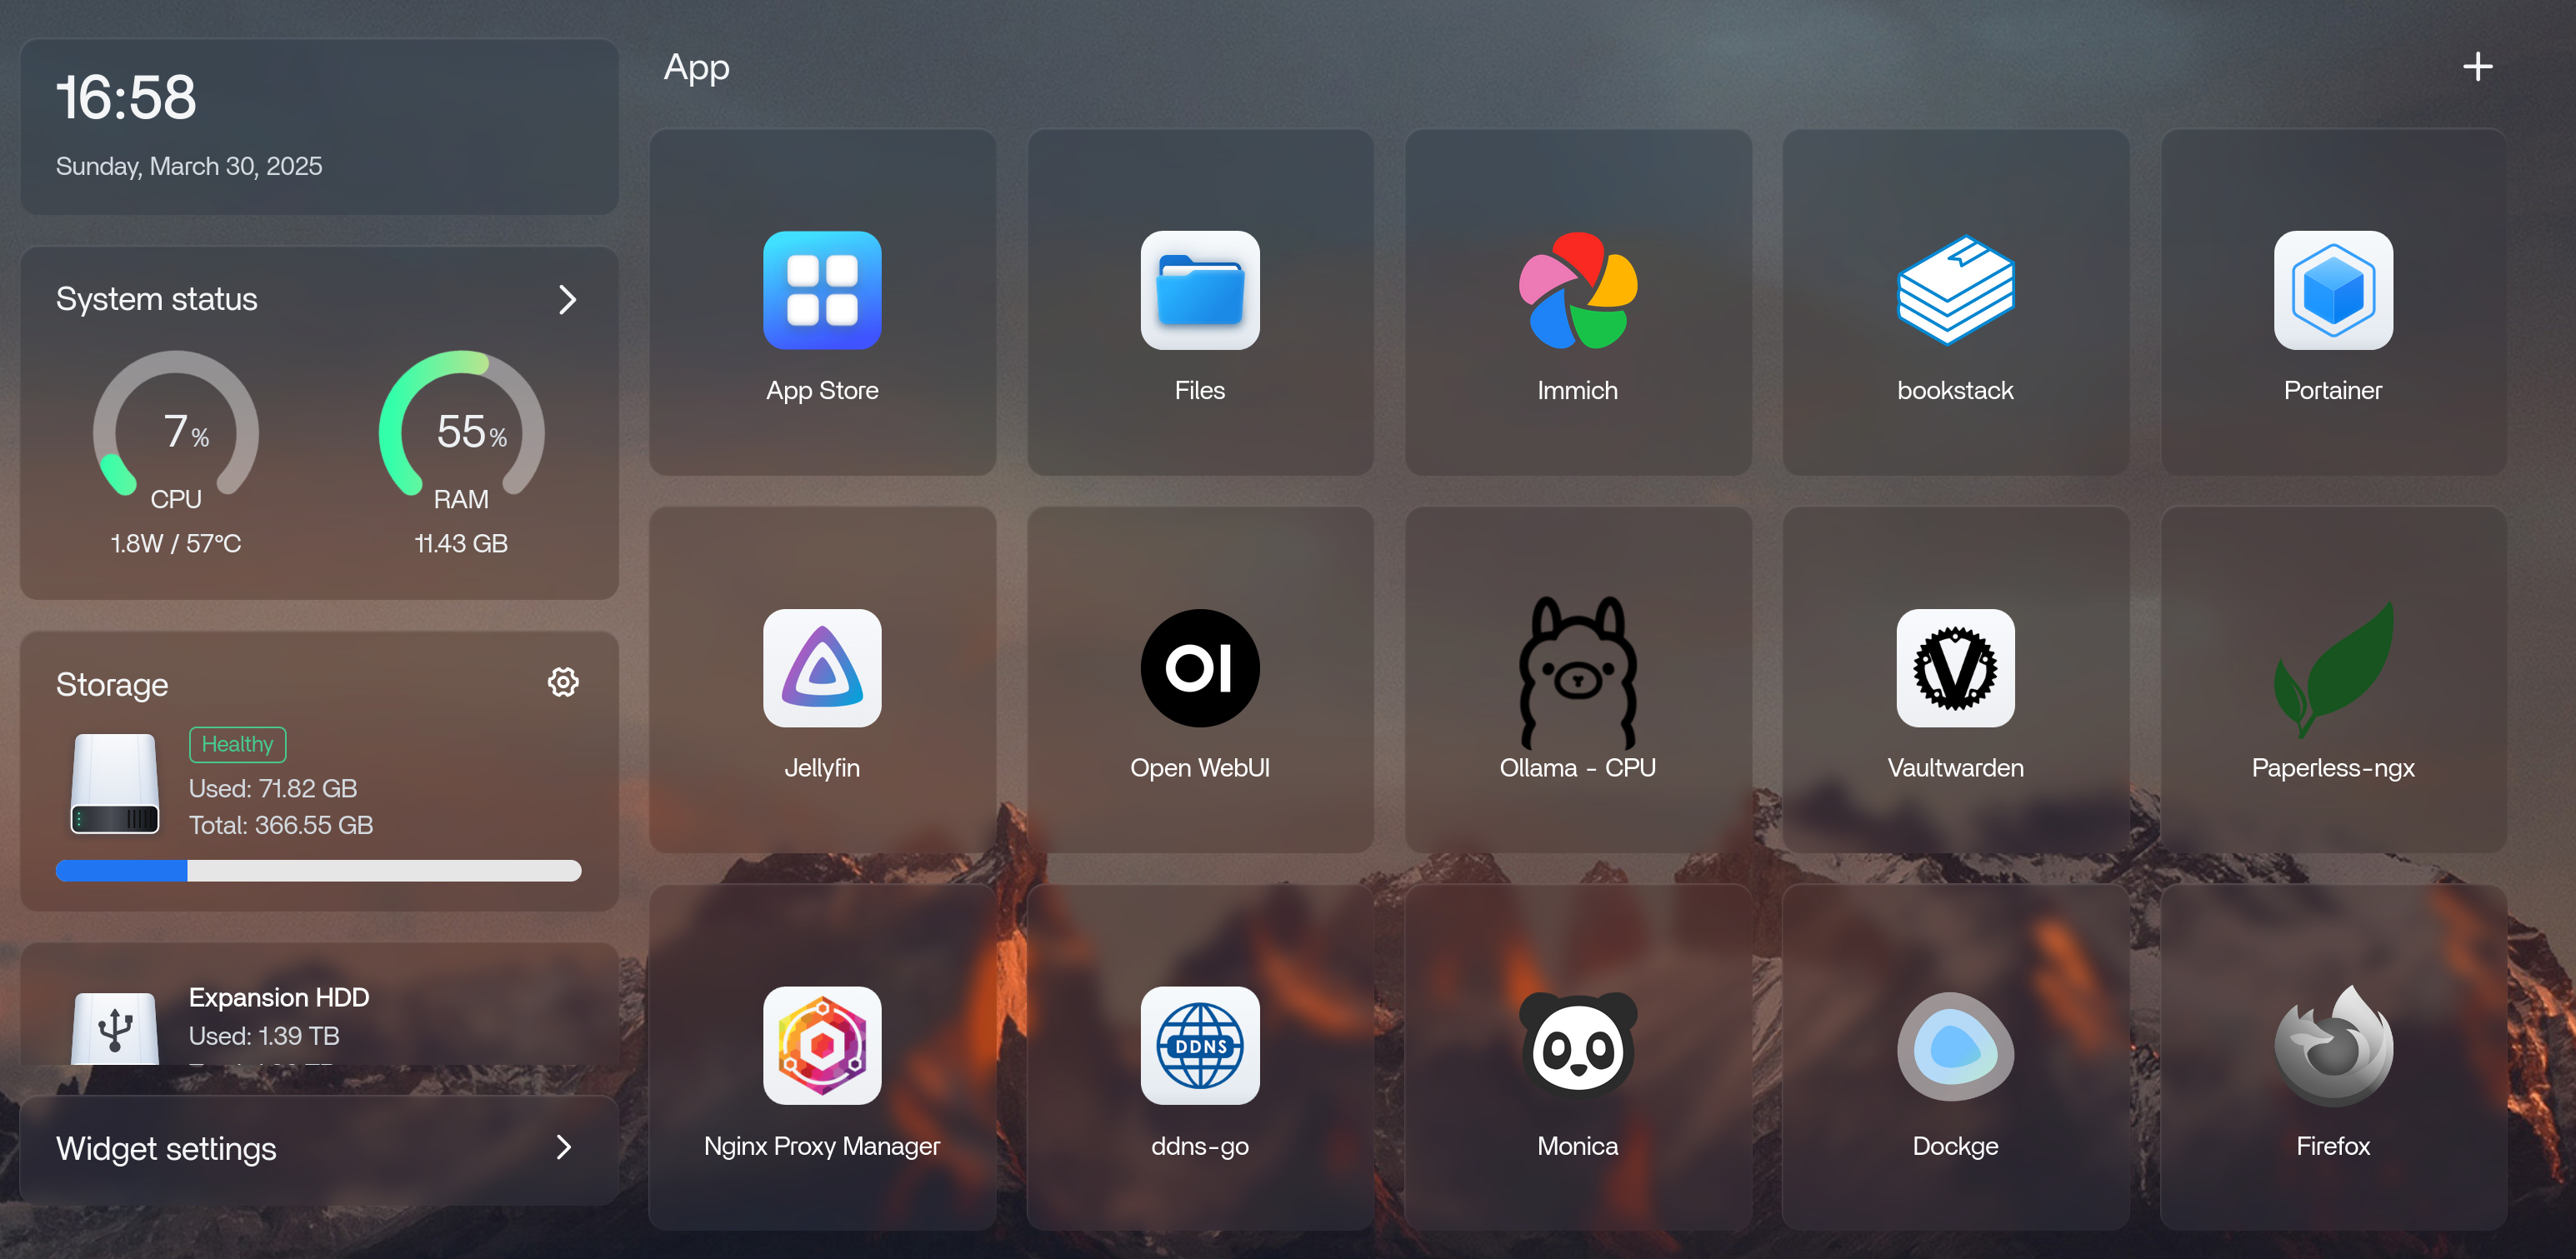 16:58
Sunday, March 30, 2025
System status
7%
CPU
1.8W / 57°C
55%
RAM
11.43 GB
Storage
Healthy
Used: 71.82 GB
Total: 366.55 GB
Expansion HDD
Used: 1.39 TB
Widget settings
App
App Store
Files
Immich
bookstack
Portainer
Jellyfin
OI
Open WebUI
Ollama - CPU
V
Vaultwarden
Paperless-ngx
Nginx Proxy Manager
DDNS
ddns-go
Monica
Dockge
Firefox